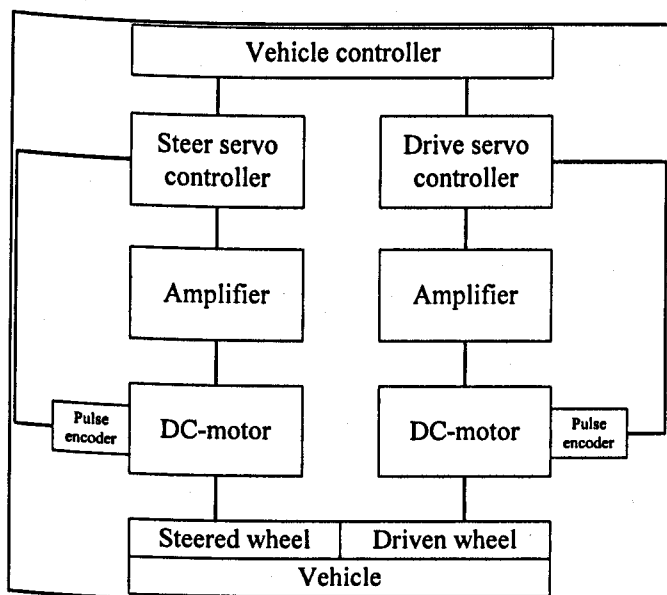 Vehicle controller
Steer servo
controller
Drive servo
controller
Amplifier
Amplifier
Pulse
encoder
DC-motor
DC-motor
Pulse
encoder
Steered wheel
Driven wheel
Vehicle